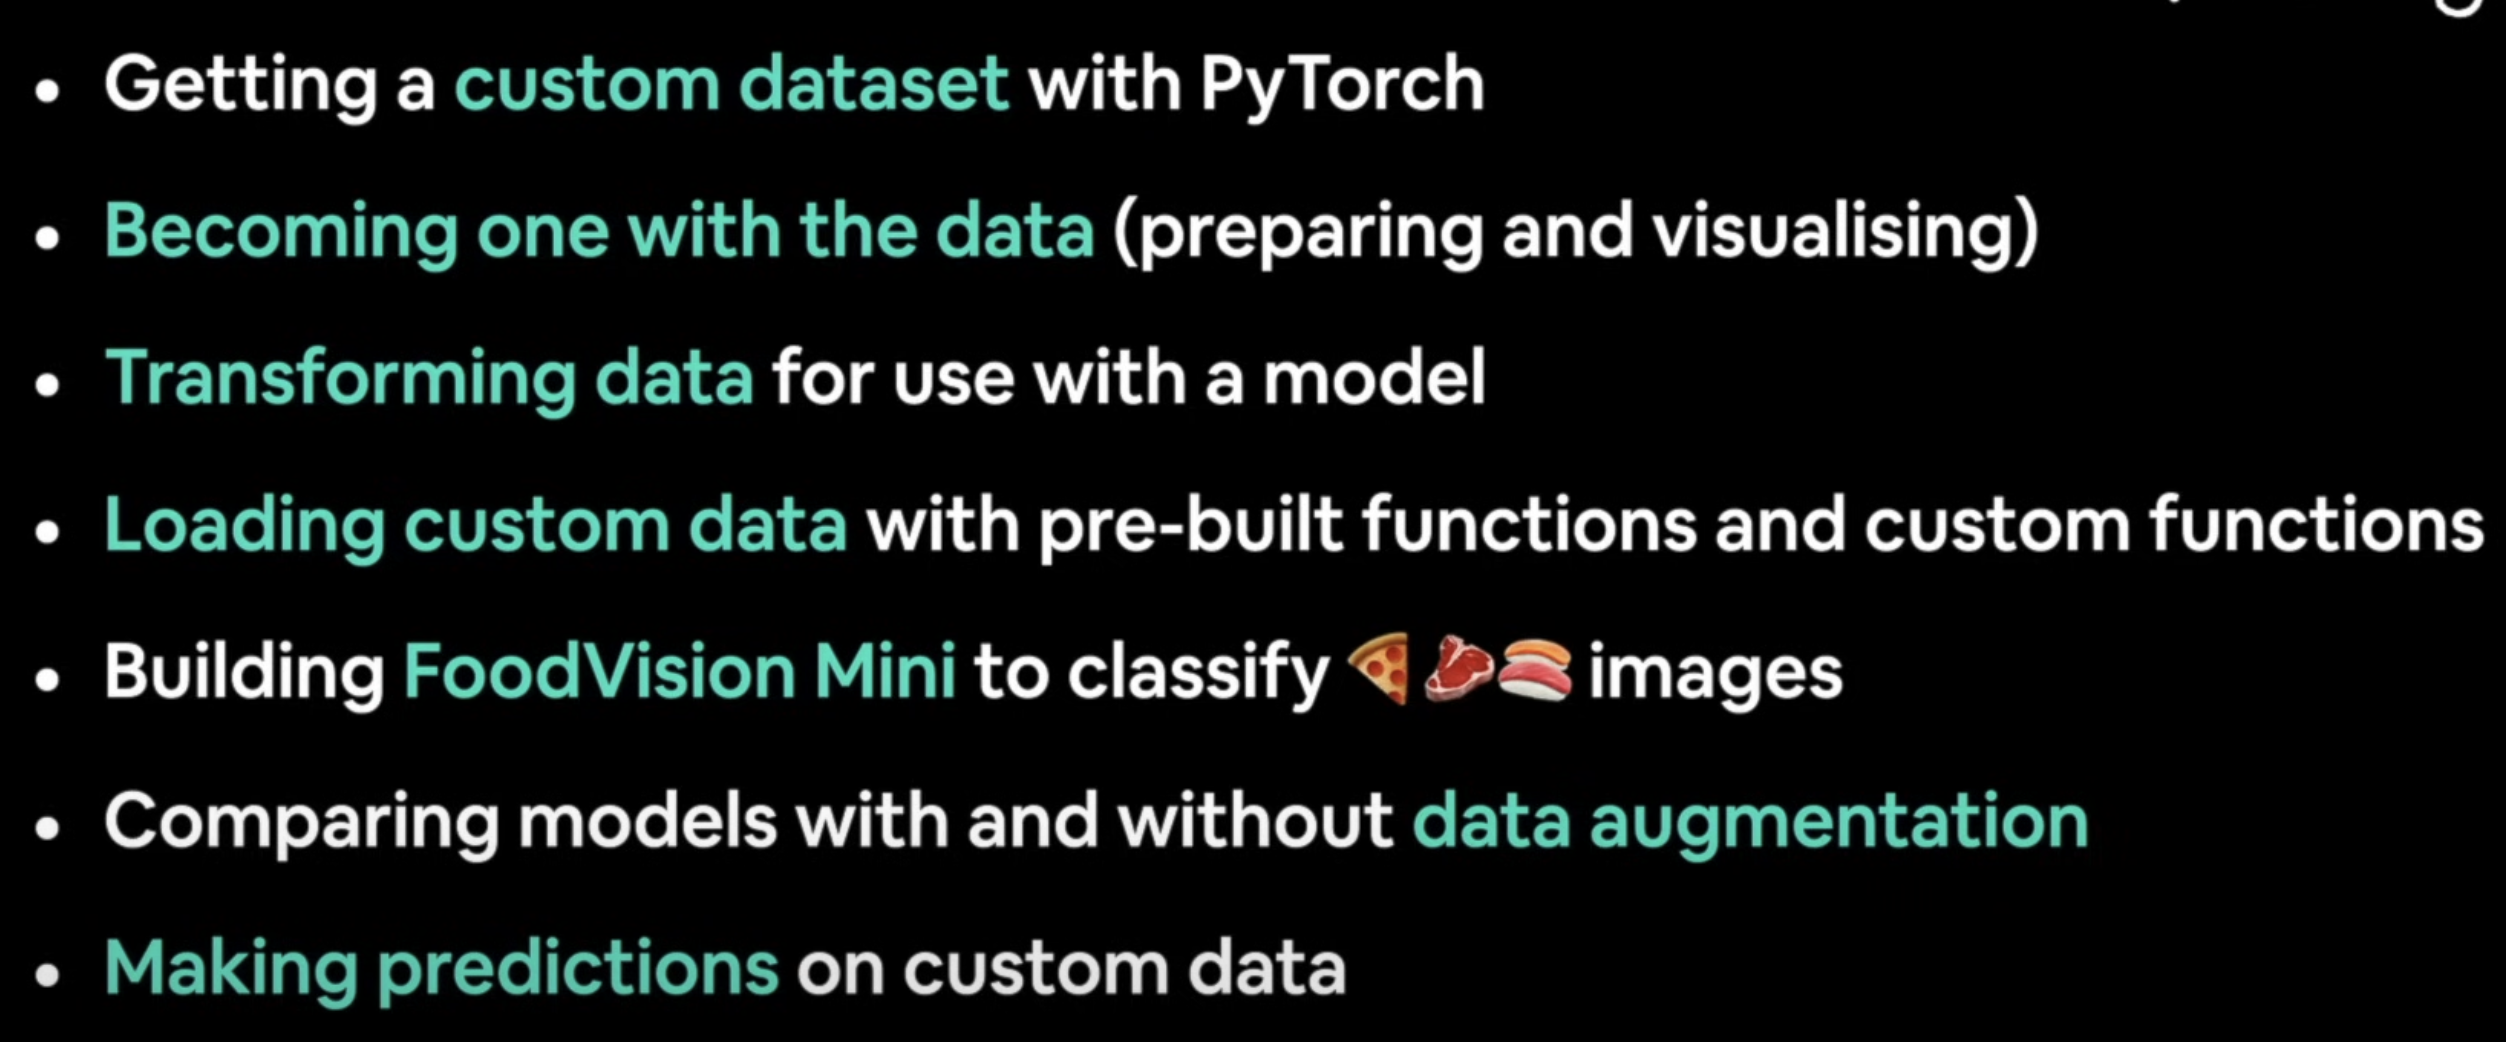 • Getting a custom dataset with PyTorch
• Becoming one with the data (preparing and visualising)
• Transforming data for use with a model
• Loading custom data with pre-built functions and custom functions
• Building FoodVision Mini to classify 🍕🥩🍣 images
• Comparing models with and without data augmentation
• Making predictions on custom data